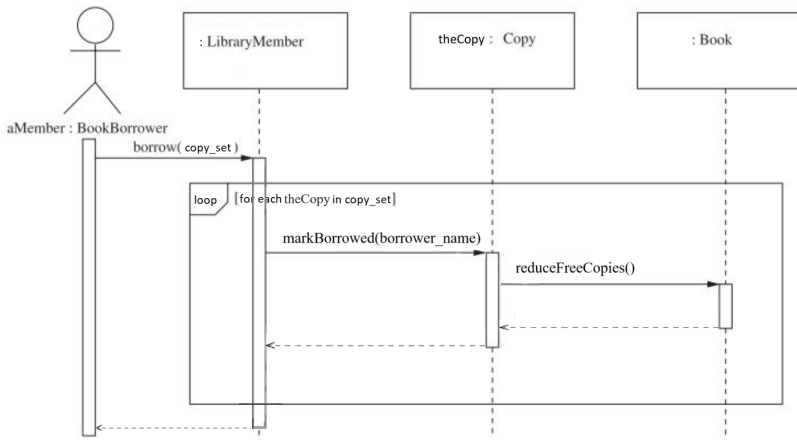 : LibraryMember
theCopy : Copy
: Book
aMember : BookBorrower
borrow( copy_set )
loop
[for each theCopy in copy_set]
markBorrowed(borrower_name)
reduceFreeCopies()